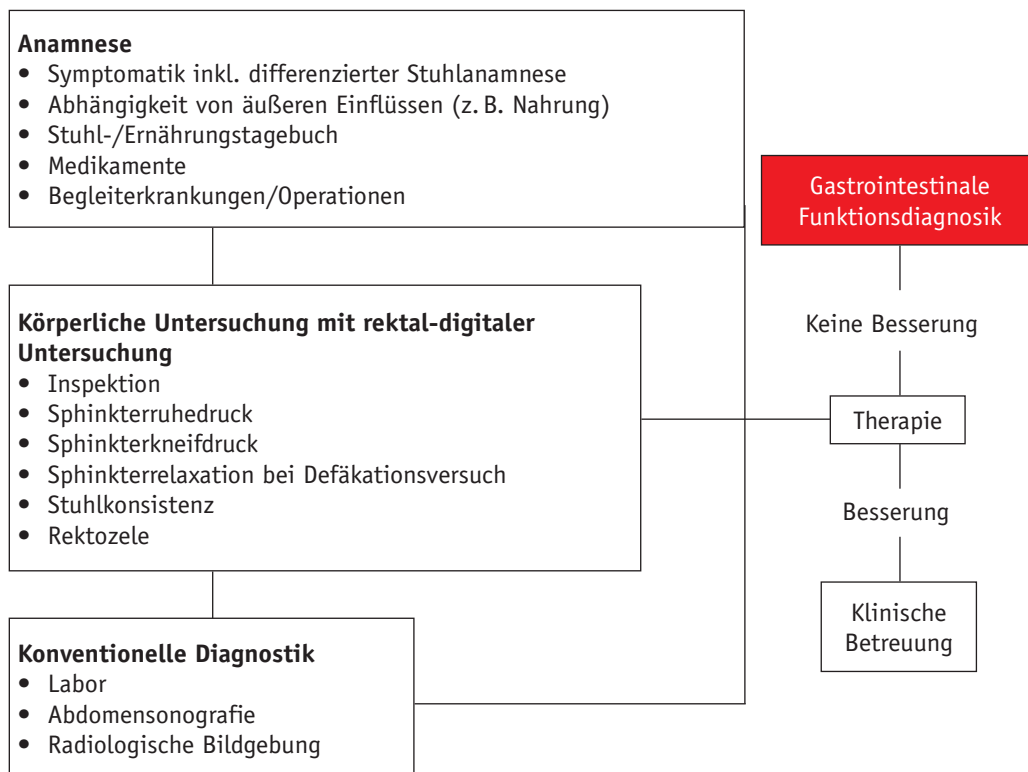 Anamnese
• Symptomatik inkl. differenzierter Stuhlanamnese
• Abhängigkeit von äußeren Einflüssen (z. B. Nahrung)
• Stuhl-/Ernährungstagebuch
• Medikamente
• Begleiterkrankungen/Operationen
Körperliche Untersuchung mit rektal-digitaler
Untersuchung
• Inspektion
• Sphinkterruhedruck
• Sphinkterkneifdruck
• Sphinkterrelaxation bei Defäkationsversuch
• Stuhlkonsistenz
• Rektozele
Konventionelle Diagnostik
• Labor
• Abdomensonografie
• Radiologische Bildgebung
Gastrointestinale
Funktionsdiagnosik
Keine Besserung
Therapie
Besserung
Klinische
Betreuung